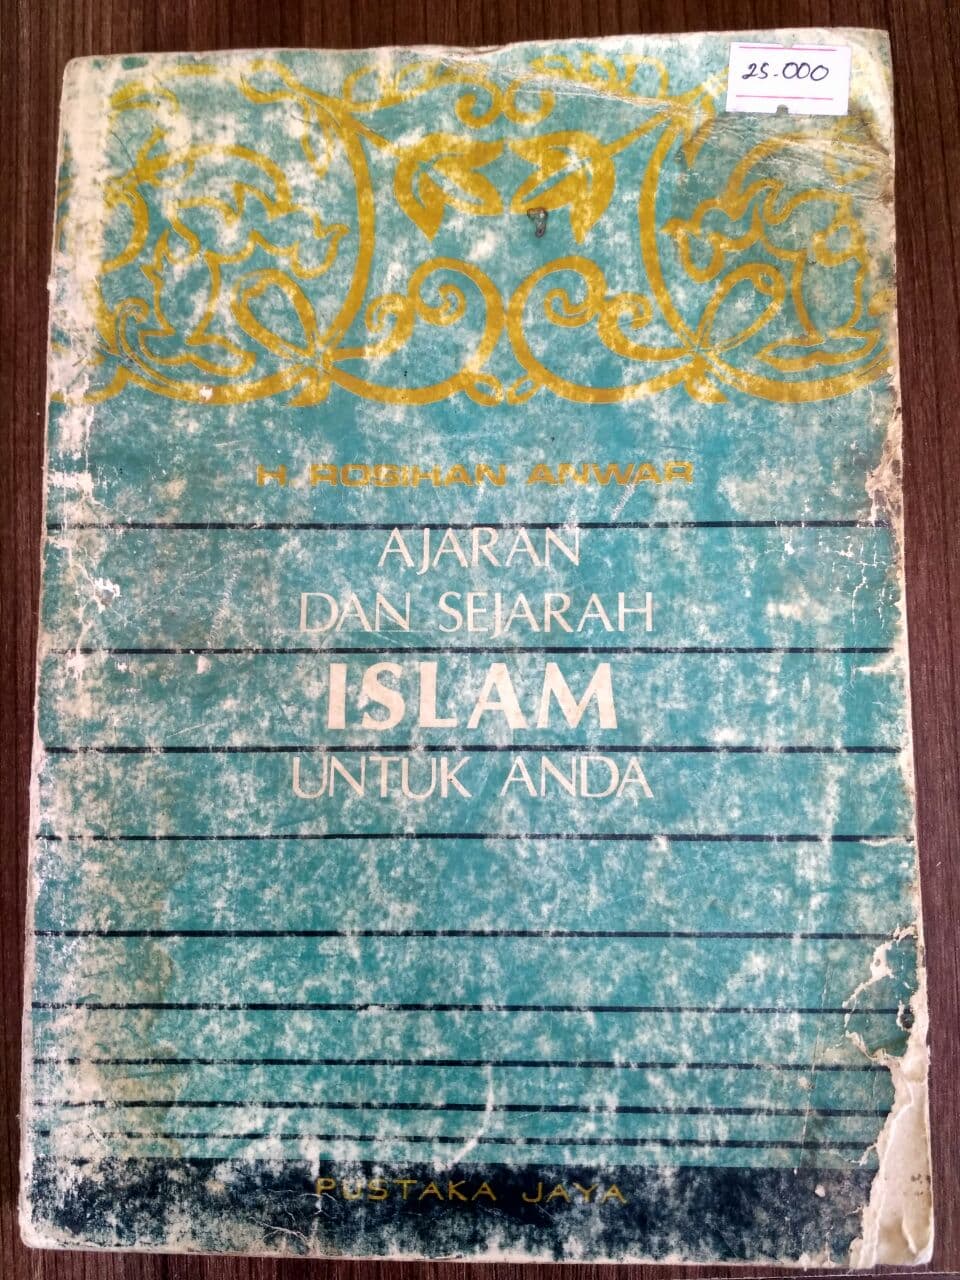 25.000
H. ROSIHAN ANWAR
AJARAN
DAN SEJARAH
ISLAM
UNTUK ANDA
PUSTAKA JAYA